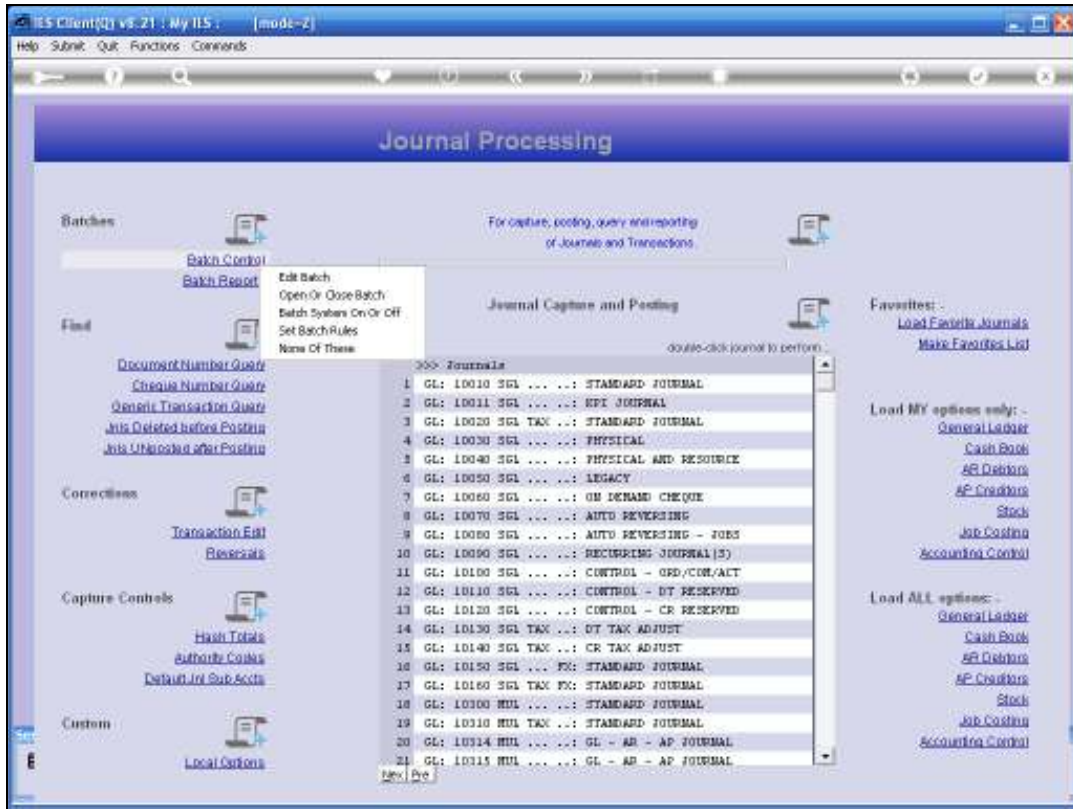 IES Client(Q) v8.21 : My IES : [mode=2]
Help Submit Quit Functions Commands
Journal Processing
Batches
Batch Control
Batch Report
Edit Batch
Open Or Close Batch
Batch System On Or Off
Set Batch Rules
None Of These
Find
Document Number Query
Cheque Number Query
Generic Transaction Query
Jnls Deleted before Posting
Jnls UNposted after Posting
Corrections
Transaction Edit
Reversals
Capture Controls
Hash Totals
Authority Codes
Default Jnl Sub Accts
Custom
Local Options
For capture, posting, query and reporting
of Journals and Transactions.
Journal Capture and Posting
double-click journal to perform...
>>> Journals
1 GL: 10010 SGL ... ..: STANDARD JOURNAL
2 GL: 10011 SGL ... ..: KPI JOURNAL
3 GL: 10020 SGL TAX ..: STANDARD JOURNAL
4 GL: 10030 SGL ... ..: PHYSICAL
5 GL: 10040 SGL ... ..: PHYSICAL AND RESOURCE
6 GL: 10050 SGL ... ..: LEGACY
7 GL: 10060 SGL ... ..: ON DEMAND CHEQUE
8 GL: 10070 SGL ... ..: AUTO REVERSING
9 GL: 10080 SGL ... ..: AUTO REVERSING - JOBS
10 GL: 10090 SGL ... ..: RECURRING JOURNAL(S)
11 GL: 10100 SGL ... ..: CONTROL - ORD/COM/ACT
12 GL: 10110 SGL ... ..: CONTROL - DT RESERVED
13 GL: 10120 SGL ... ..: CONTROL - CR RESERVED
14 GL: 10130 SGL TAX ..: DT TAX ADJUST
15 GL: 10140 SGL TAX ..: CR TAX ADJUST
16 GL: 10150 SGL ... FX: STANDARD JOURNAL
17 GL: 10160 SGL TAX FX: STANDARD JOURNAL
18 GL: 10300 MUL ... ..: STANDARD JOURNAL
19 GL: 10310 MUL TAX ..: STANDARD JOURNAL
20 GL: 10314 MUL ... ..: GL - AR - AP JOURNAL
21 GL: 10315 MUL ... ..: GL - AR - AP JOURNAL
Nex Pre
Favorites: -
Load Favorite Journals
Make Favorites List
Load MY options only: -
General Ledger
Cash Book
AR Debtors
AP Creditors
Stock
Job Costing
Accounting Control
Load ALL options: -
General Ledger
Cash Book
AR Debtors
AP Creditors
Stock
Job Costing
Accounting Control